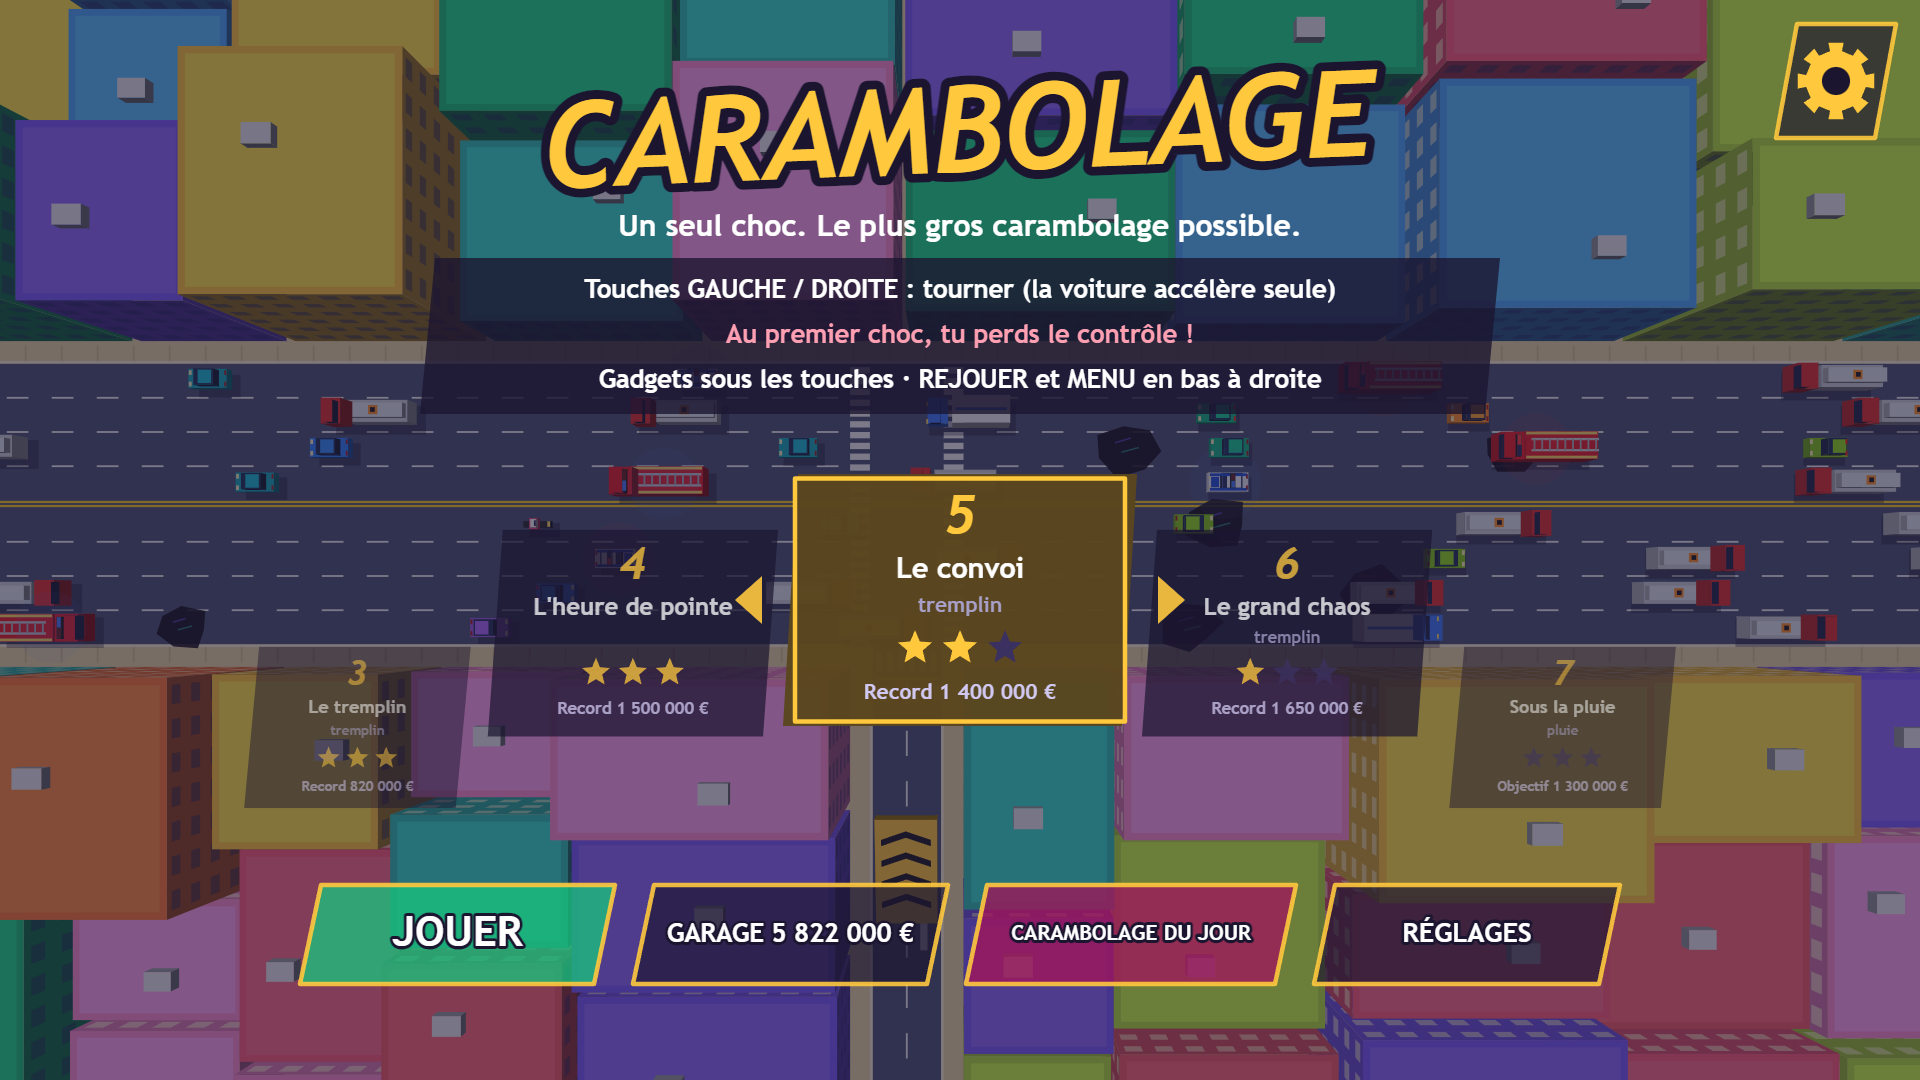 CARAMBOLAGE
Un seul choc. Le plus gros carambolage possible.
Touches GAUCHE / DROITE : tourner (la voiture accélère seule)
Au premier choc, tu perds le contrôle !
Gadgets sous les touches · REJOUER et MENU en bas à droite
3
Le tremplin
tremplin
Record 820 000 €
4
L'heure de pointe
Record 1 500 000 €
5
Le convoi
tremplin
Record 1 400 000 €
6
Le grand chaos
tremplin
Record 1 650 000 €
7
Sous la pluie
pluie
Objectif 1 300 000 €
JOUER
GARAGE 5 822 000 €
CARAMBOLAGE DU JOUR
RÉGLAGES